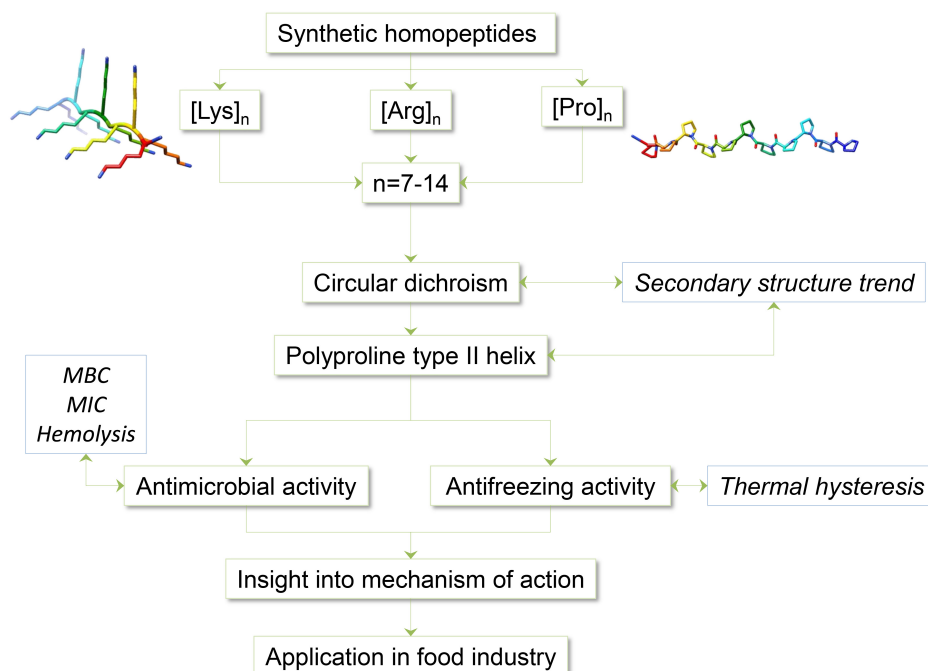 Synthetic homopeptides
[Lys]n
[Arg]n
[Pro]n
n=7-14
Circular dichroism
Secondary structure trend
Polyproline type II helix
MBC
MIC
Hemolysis
Antimicrobial activity
Antifreezing activity
Thermal hysteresis
Insight into mechanism of action
Application in food industry